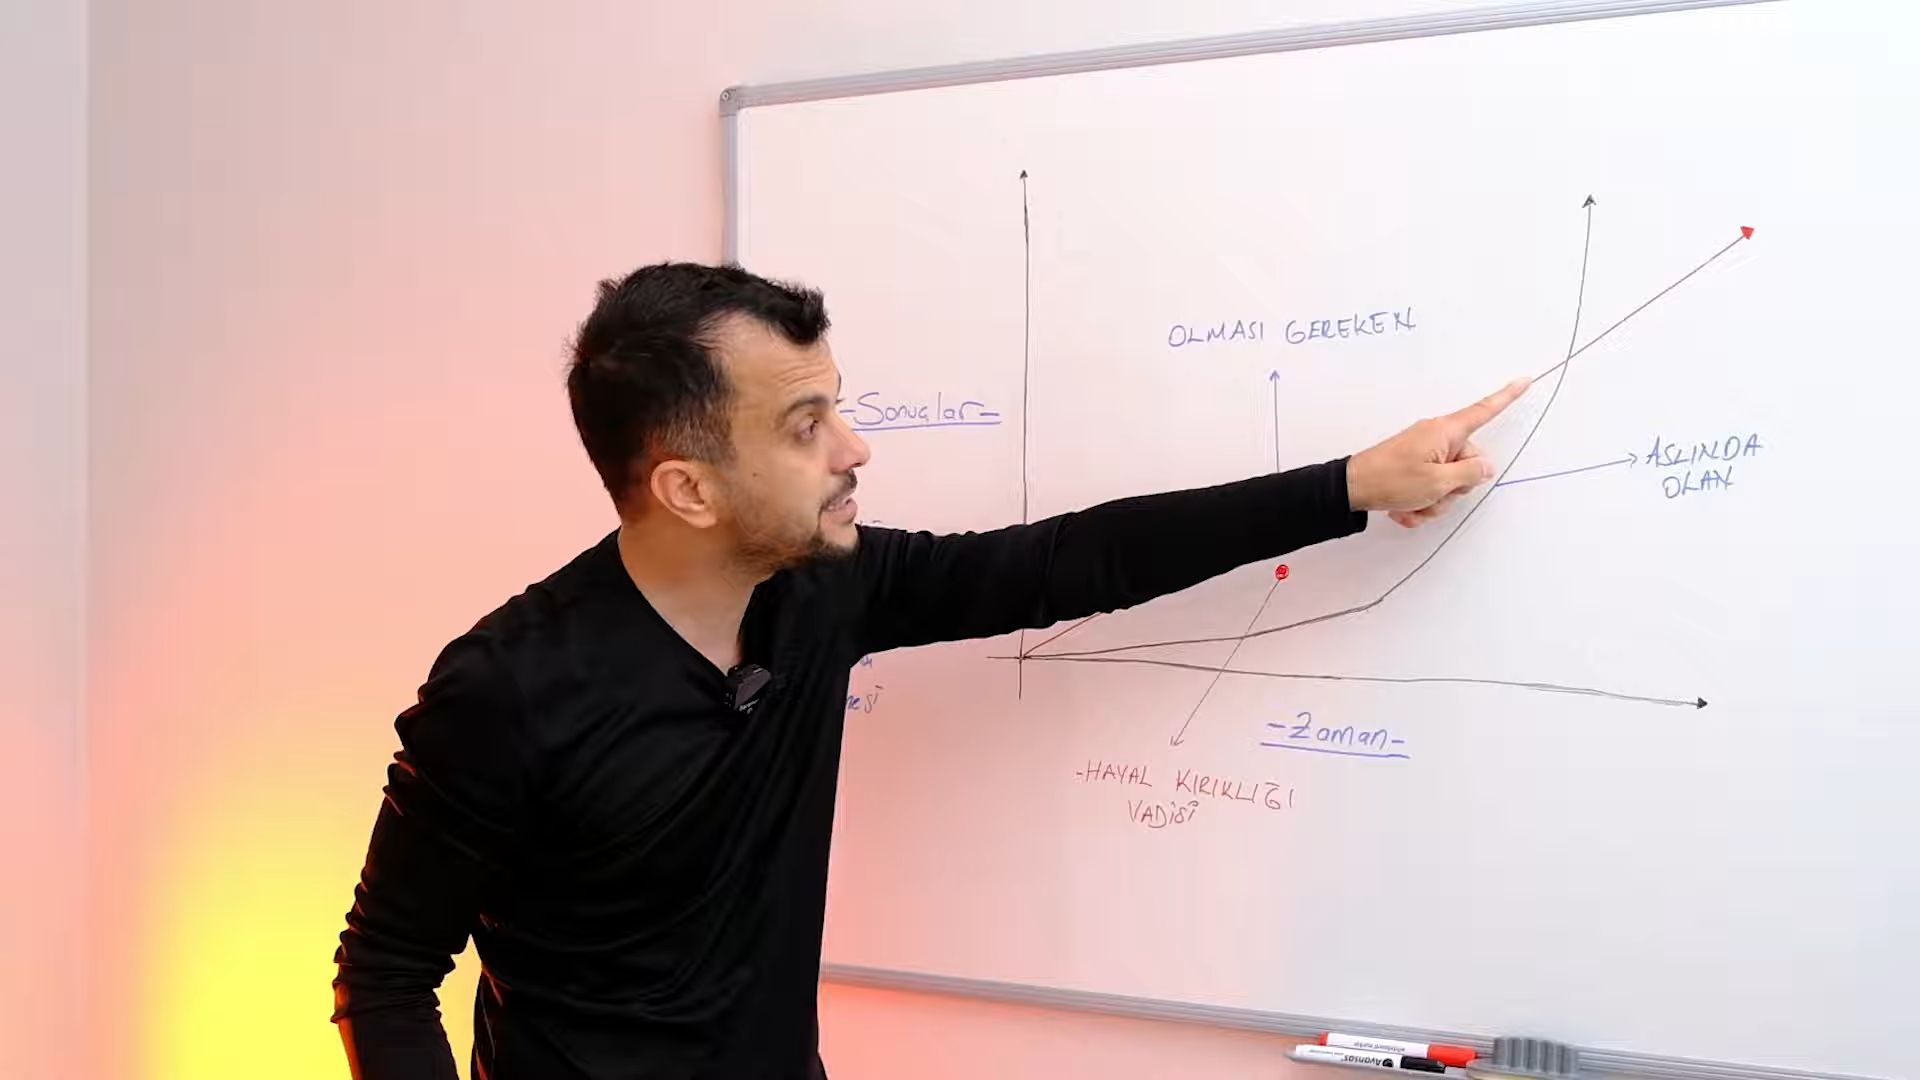 OLMASI GEREKEN
-Sonuçlar-
ASLINDA
OLAN
-Zaman-
-HAYAL KIRIKLIĞI
VADİSİ